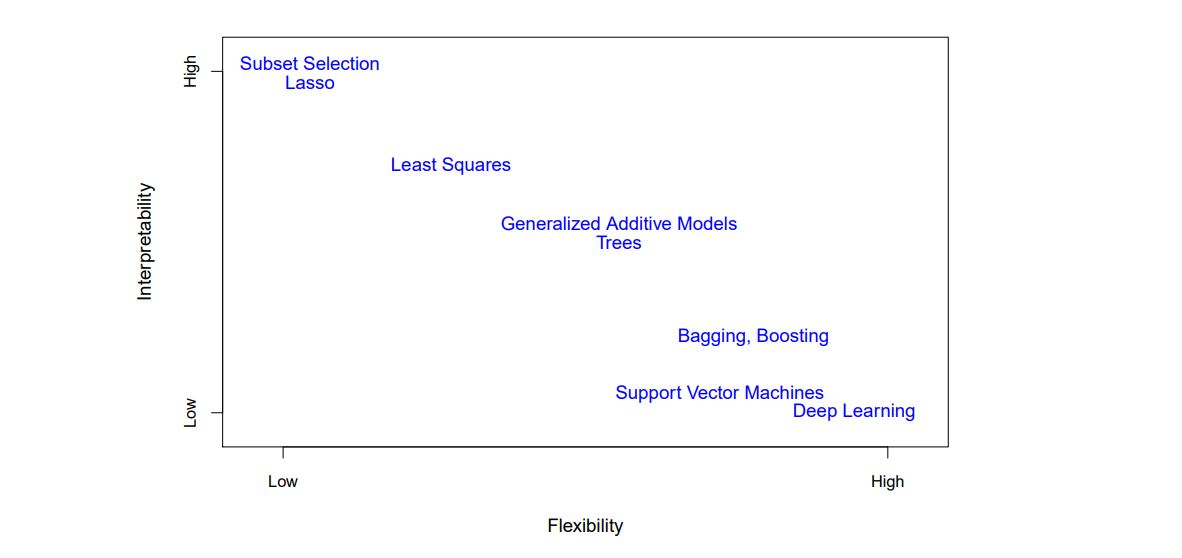 High
Subset Selection
Lasso
Least Squares
Generalized Additive Models
Trees
Interpretability
Bagging, Boosting
Support Vector Machines
Deep Learning
Low
Low
High
Flexibility